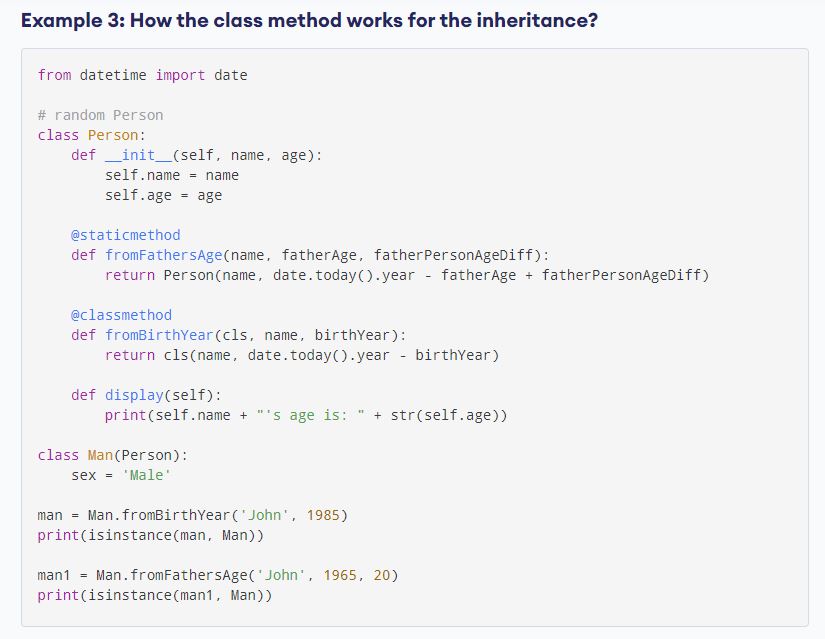 Example 3: How the class method works for the inheritance?
from datetime import date
# random Person
class Person:
    def __init__(self, name, age):
        self.name = name
        self.age = age
    @staticmethod
    def fromFathersAge(name, fatherAge, fatherPersonAgeDiff):
        return Person(name, date.today().year - fatherAge + fatherPersonAgeDiff)
    @classmethod
    def fromBirthYear(cls, name, birthYear):
        return cls(name, date.today().year - birthYear)
    def display(self):
        print(self.name + "'s age is: " + str(self.age))
class Man(Person):
    sex = 'Male'
man = Man.fromBirthYear('John', 1985)
print(isinstance(man, Man))
man1 = Man.fromFathersAge('John', 1965, 20)
print(isinstance(man1, Man))